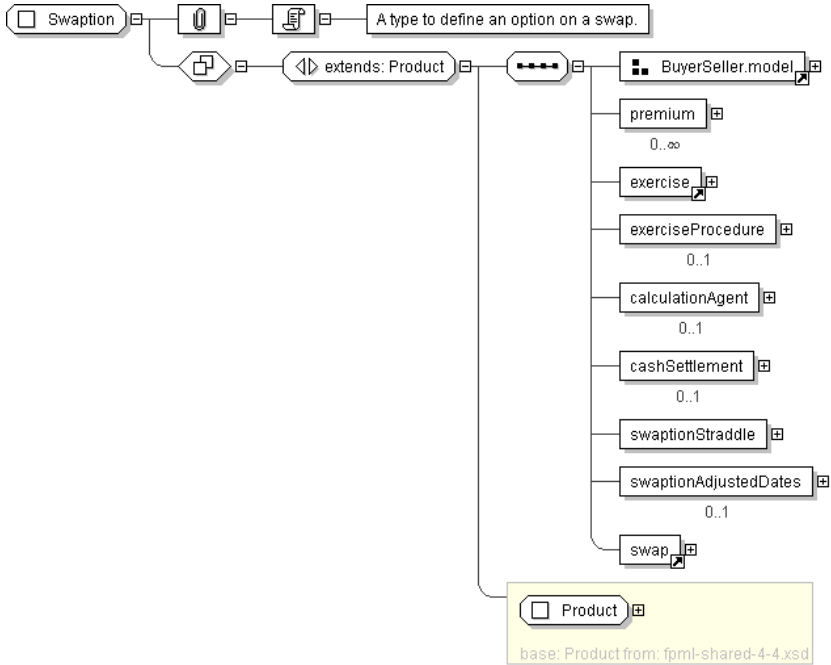 Swaption
A type to define an option on a swap.
extends: Product
BuyerSeller.model
premium
0..∞
exercise
exerciseProcedure
0..1
calculationAgent
0..1
cashSettlement
0..1
swaptionStraddle
swaptionAdjustedDates
0..1
swap
Product
base: Product from: fpml-shared-4-4.xsd